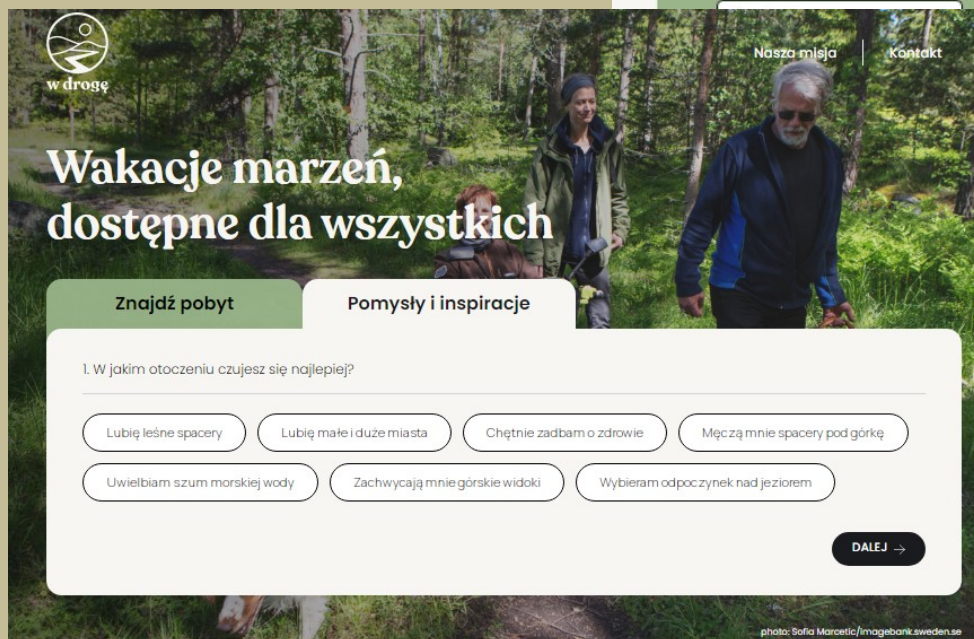 w drogę
Nasza misja
Kontakt
Wakacje marzeń,
dostępne dla wszystkich
Znajdź pobyt
Pomysły i inspiracje
1. W jakim otoczeniu czujesz się najlepiej?
Lubię leśne spacery
Lubię małe i duże miasta
Chętnie zadbam o zdrowie
Męczą mnie spacery pod górkę
Uwielbiam szum morskiej wody
Zachwycają mnie górskie widoki
Wybieram odpoczynek nad jeziorem
DALEJ →
photo: Sofia Marcetic/imagebank.sweden.se